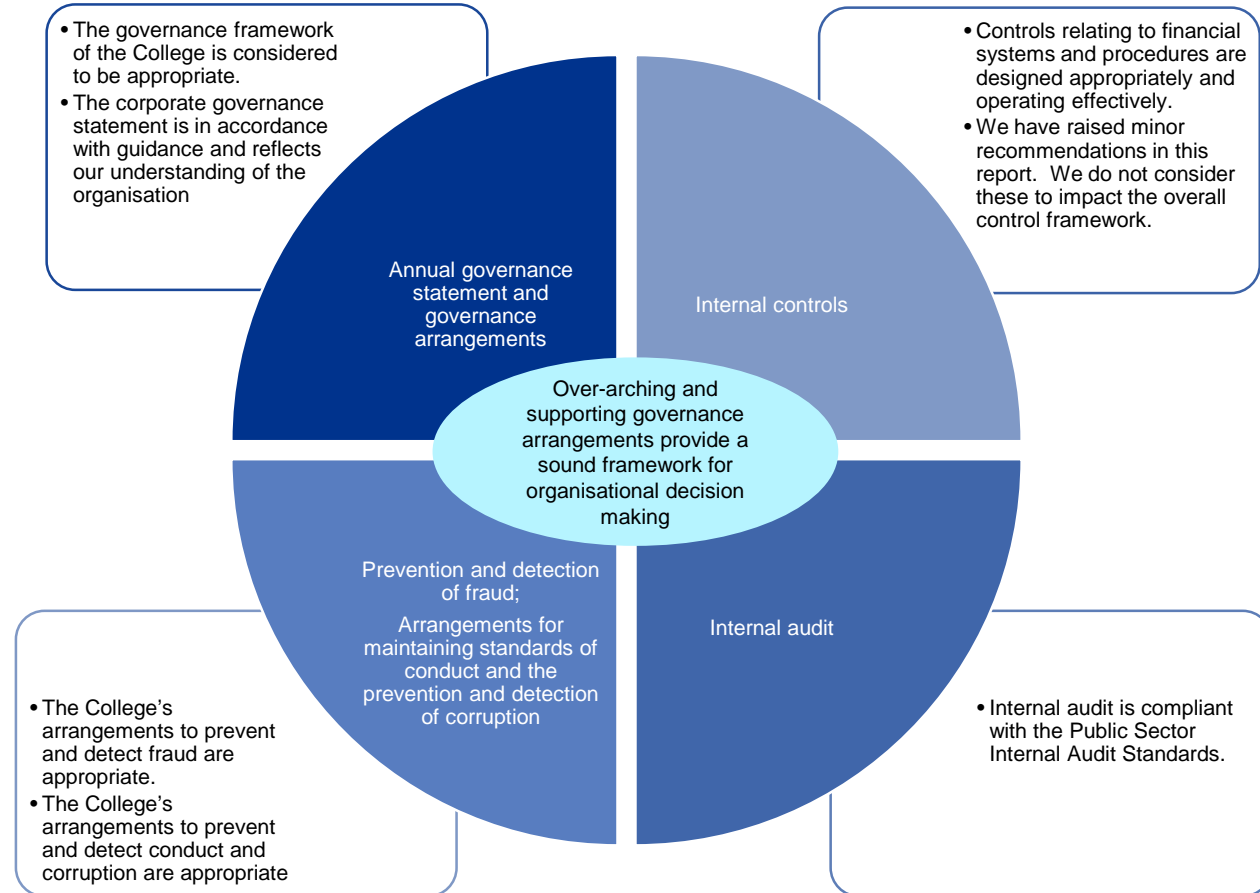 • The governance framework
of the College is considered
to be appropriate.
• The corporate governance
statement is in accordance
with guidance and reflects
our understanding of the
organisation
• Controls relating to financial
systems and procedures are
designed appropriately and
operating effectively.
• We have raised minor
recommendations in this
report.  We do not consider
these to impact the overall
control framework.
Annual governance
statement and
governance
arrangements
Internal controls
Over-arching and
supporting governance
arrangements provide a
sound framework for
organisational decision
making
Prevention and detection
of fraud;
Arrangements for
maintaining standards of
conduct and the
prevention and detection
of corruption
Internal audit
• The College’s
arrangements to prevent
and detect fraud are
appropriate.
• The College’s
arrangements to prevent
and detect conduct and
corruption are appropriate
• Internal audit is compliant
with the Public Sector
Internal Audit Standards.